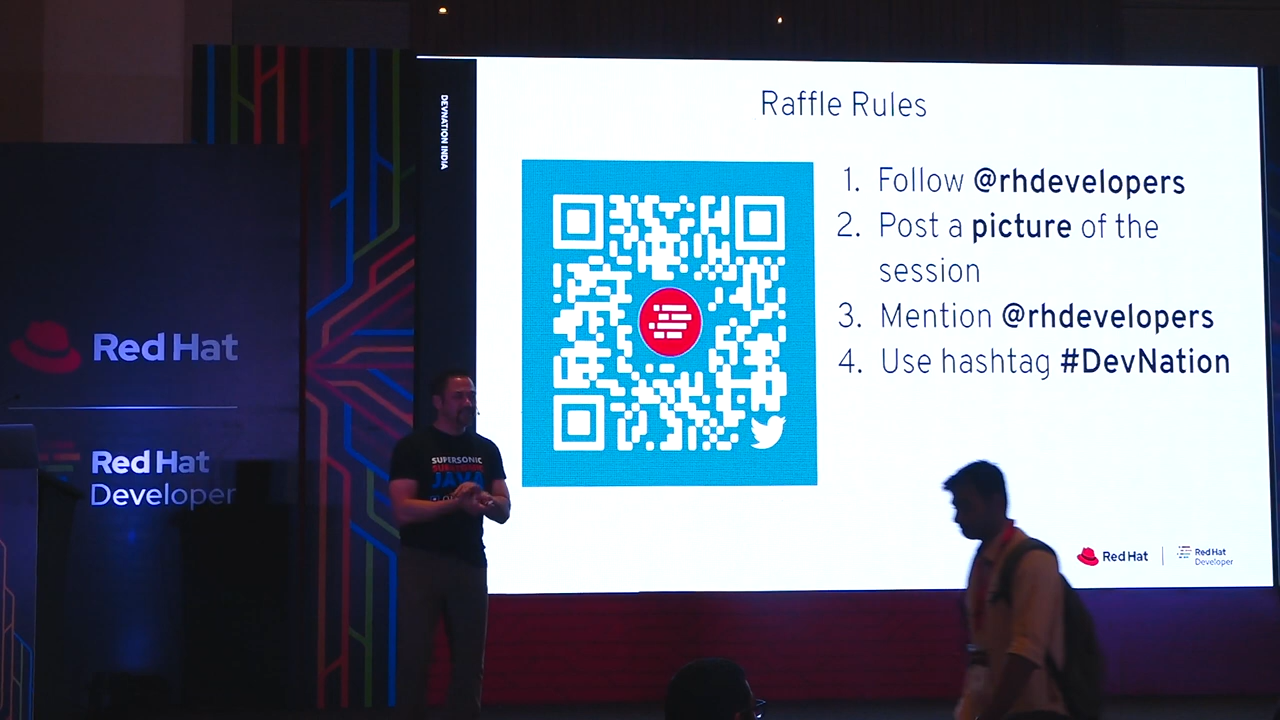 DEVNATION INDIA
Raffle Rules
1. Follow @rhdevelopers
2. Post a picture of the
session
3. Mention @rhdevelopers
4. Use hashtag #DevNation
Red Hat
Red Hat
Developer
SUPERSONIC
SUBATOMIC
JAVA
Red Hat
Red Hat
Developer